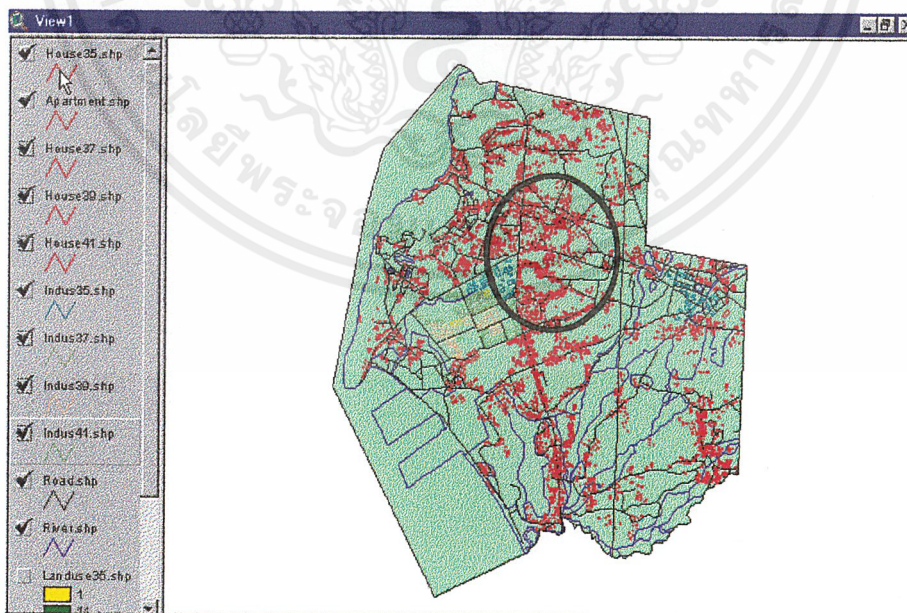 View1
House35.shp
Apartment.shp
House37.shp
House39.shp
House41.shp
Indus35.shp
Indus37.shp
Indus39.shp
Indus41.shp
Road.shp
River.shp
Landuse35.shp
1